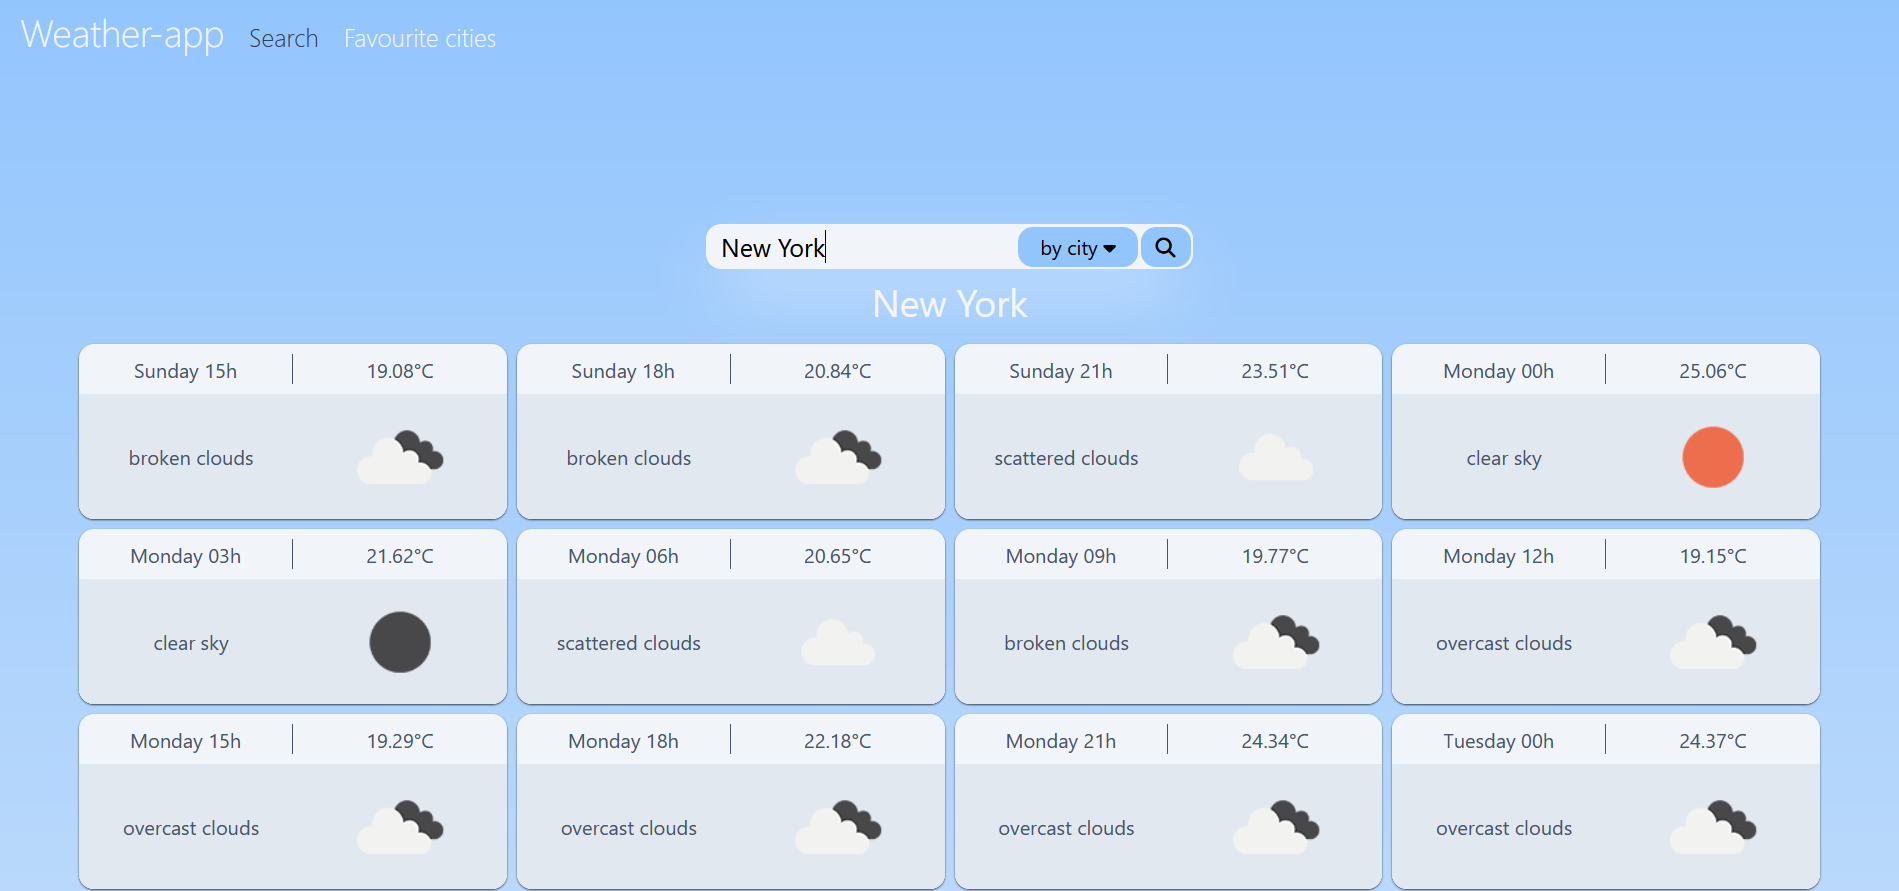 Weather-app Search Favourite cities
New York by city
New York
Sunday 15h 19.08°C Sunday 18h 20.84°C Sunday 21h 23.51°C Monday 00h 25.06°C
broken clouds broken clouds scattered clouds clear sky
Monday 03h 21.62°C Monday 06h 20.65°C Monday 09h 19.77°C Monday 12h 19.15°C
clear sky scattered clouds broken clouds overcast clouds
Monday 15h 19.29°C Monday 18h 22.18°C Monday 21h 24.34°C Tuesday 00h 24.37°C
overcast clouds overcast clouds overcast clouds overcast clouds